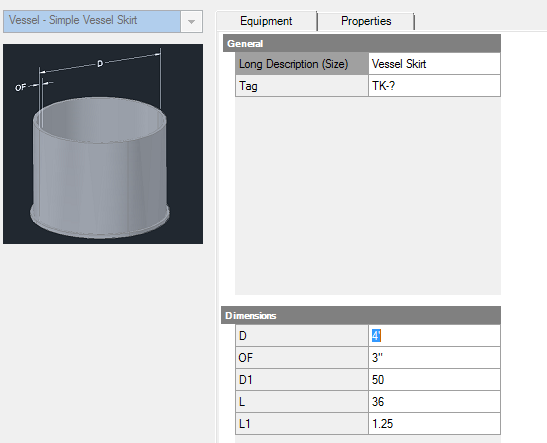 Vessel - Simple Vessel Skirt
D
OF
Equipment
Properties
General
Long Description (Size) Vessel Skirt
Tag TK-?
Dimensions
D 4'
OF 3"
D1 50
L 36
L1 1.25